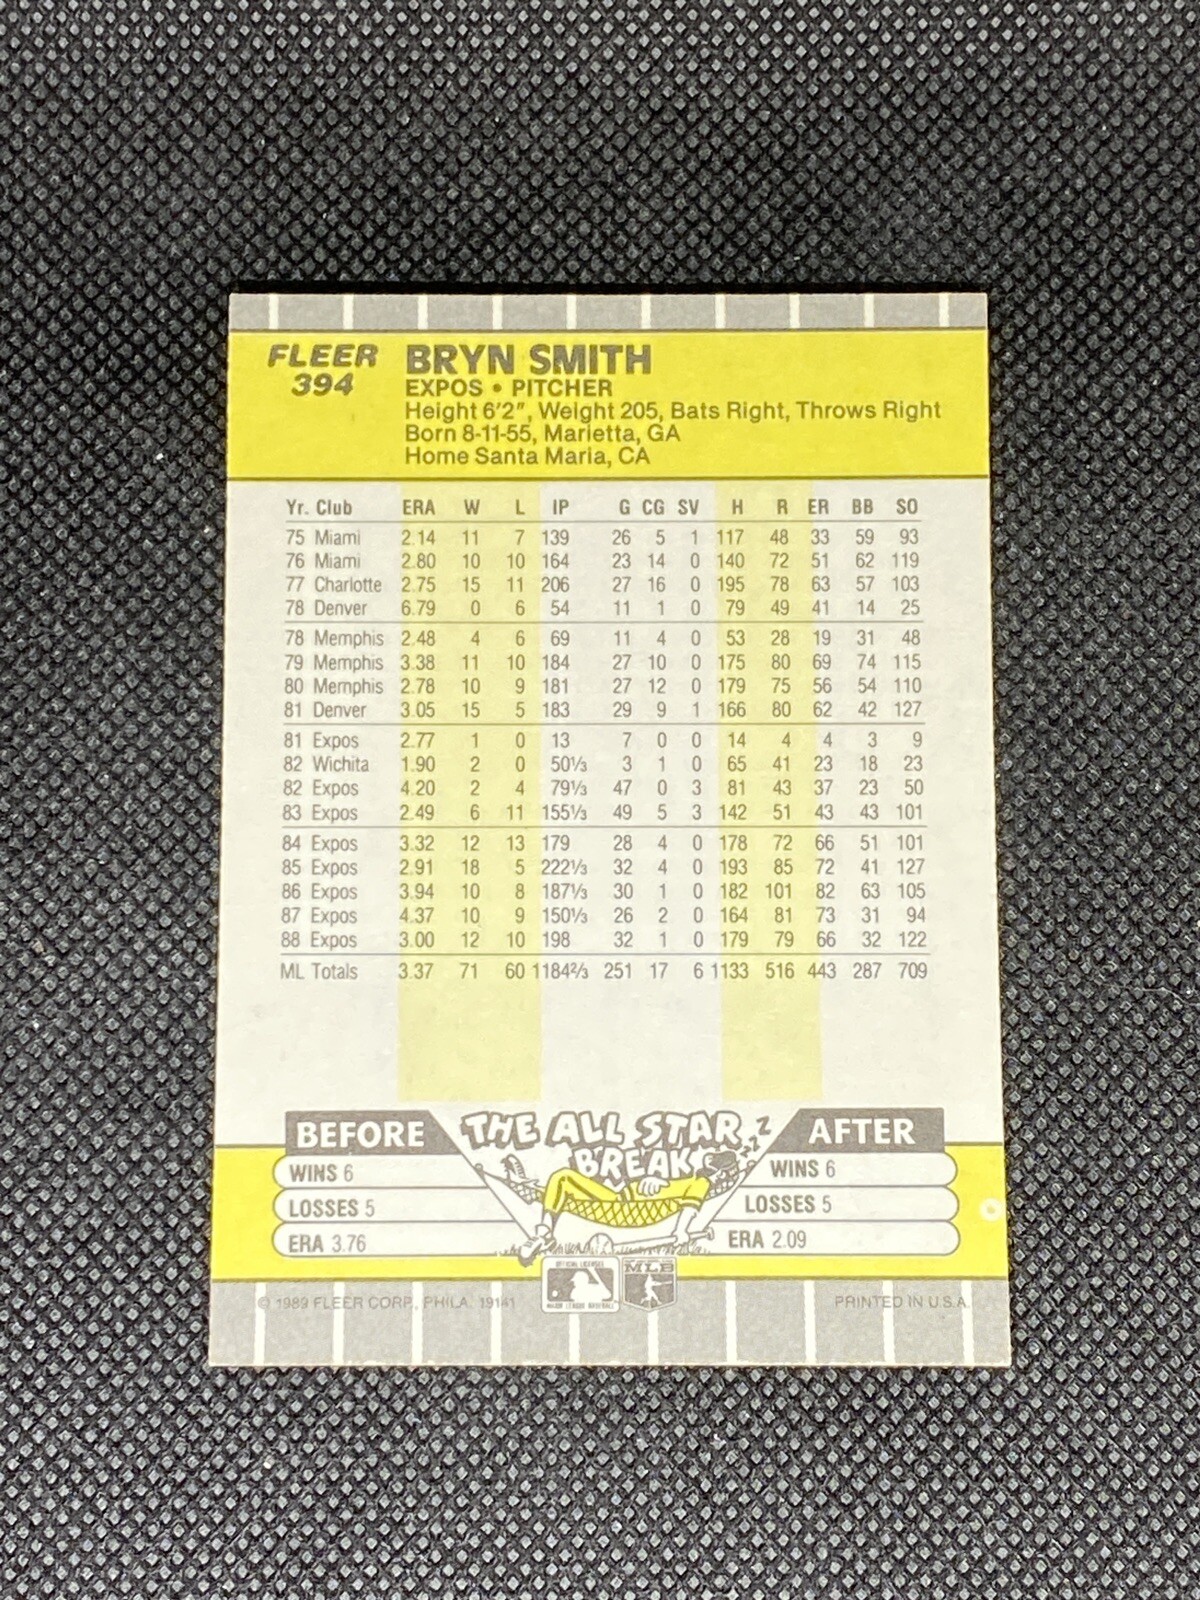 FLEER
394
BRYN SMITH
EXPOS • PITCHER
Height 6'2", Weight 205, Bats Right, Throws Right
Born 8-11-55, Marietta, GA
Home Santa Maria, CA
Yr. Club ERA W L IP G CG SV H R ER BB SO
75 Miami 2.14 11 7 139 26 5 1 117 48 33 59 93
76 Miami 2.80 10 10 164 23 14 0 140 72 51 62 119
77 Charlotte 2.75 15 11 206 27 16 0 195 78 63 57 103
78 Denver 6.79 0 6 54 11 1 0 79 49 41 14 25
78 Memphis 2.48 4 6 69 11 4 0 53 28 19 31 48
79 Memphis 3.38 11 10 184 27 10 0 175 80 69 74 115
80 Memphis 2.78 10 9 181 27 12 0 179 75 56 54 110
81 Denver 3.05 15 5 183 29 9 1 166 80 62 42 127
81 Expos 2.77 1 0 13 7 0 0 14 4 4 3 9
82 Wichita 1.90 2 0 50⅓ 3 1 0 65 41 23 18 23
82 Expos 4.20 2 4 79⅓ 47 0 3 81 43 37 23 50
83 Expos 2.49 6 11 155⅓ 49 5 3 142 51 43 43 101
84 Expos 3.32 12 13 179 28 4 0 178 72 66 51 101
85 Expos 2.91 18 5 222⅓ 32 4 0 193 85 72 41 127
86 Expos 3.94 10 8 187⅓ 30 1 0 182 101 82 63 105
87 Expos 4.37 10 9 150⅓ 26 2 0 164 81 73 31 94
88 Expos 3.00 12 10 198 32 1 0 179 79 66 32 122
ML Totals 3.37 71 60 1184⅔ 251 17 6 1133 516 443 287 709
BEFORE THE ALL STAR BREAK ZZZZ AFTER
WINS 6 WINS 6
LOSSES 5 LOSSES 5
ERA 3.76 ERA 2.09
OFFICIAL LICENSEE
MAJOR LEAGUE BASEBALL
MLB
© 1989 FLEER CORP., PHILA. 19141 PRINTED IN U.S.A.